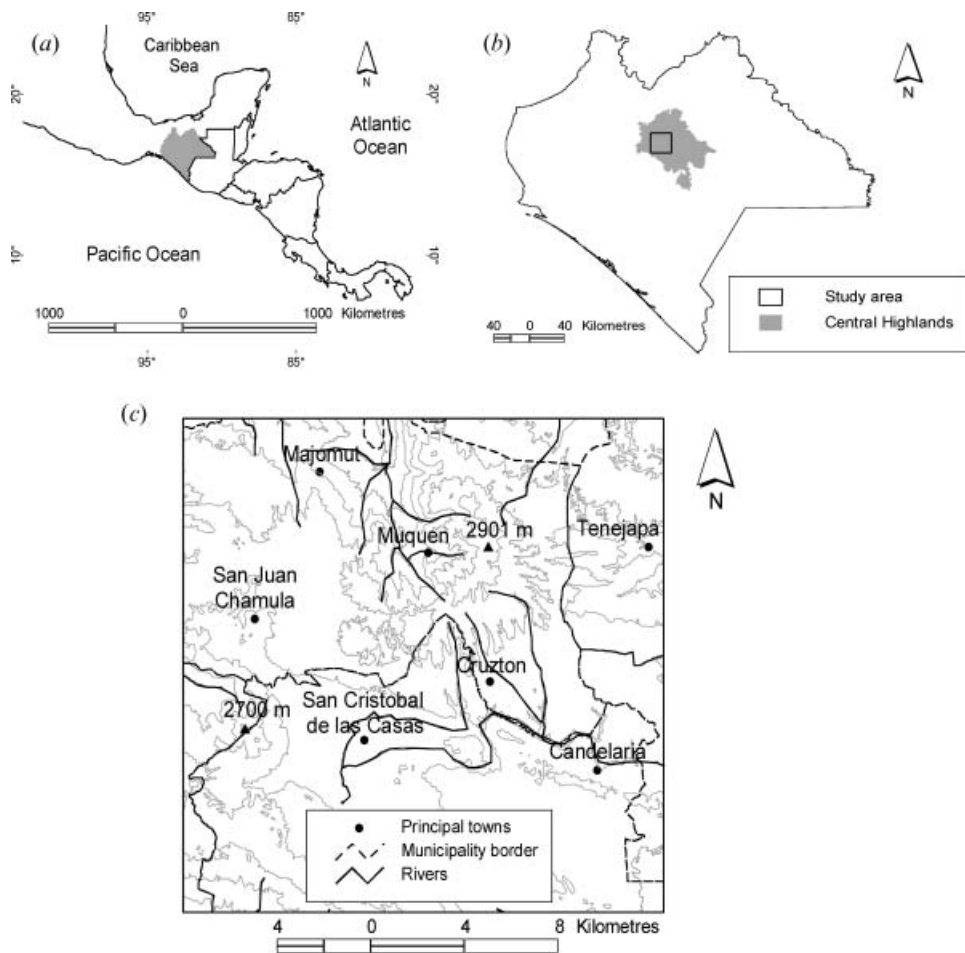 (a)
95°
85°
Caribbean
Sea
N
20°
20°
Atlantic
Ocean
Pacific Ocean
10°
10°
1000
0
1000 Kilometres
95°
85°
(b)
N
Study area
Central Highlands
40
0
40
Kilometres
(c)
N
Majomut
Muquen
2901 m
Tenejapa
San Juan
Chamula
Cruzton
2700 m
San Cristobal
de las Casas
Candelaria
Principal towns
Municipality border
Rivers
4
0
4
8
Kilometres